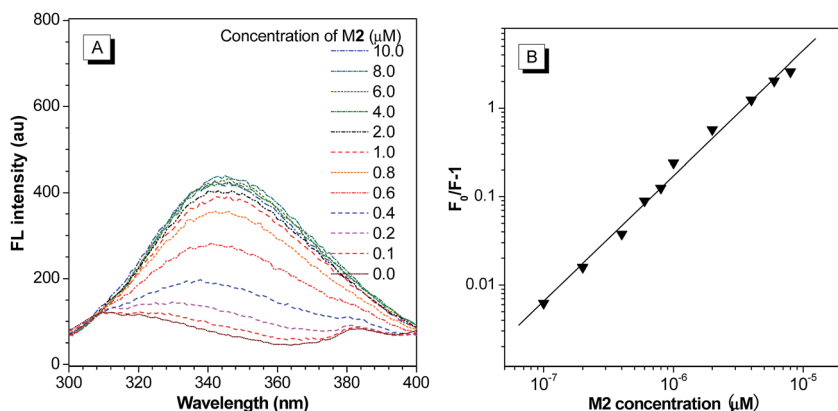 A
Concentration of M2 (μM)
10.0
8.0
6.0
4.0
2.0
1.0
0.8
0.6
0.4
0.2
0.1
0.0
800
600
400
200
0
FL intensity (au)
300 320 340 360 380 400
Wavelength (nm)
B
1
0.1
0.01
F0/F-1
10-7 10-6 10-5
M2 concentration (μM)